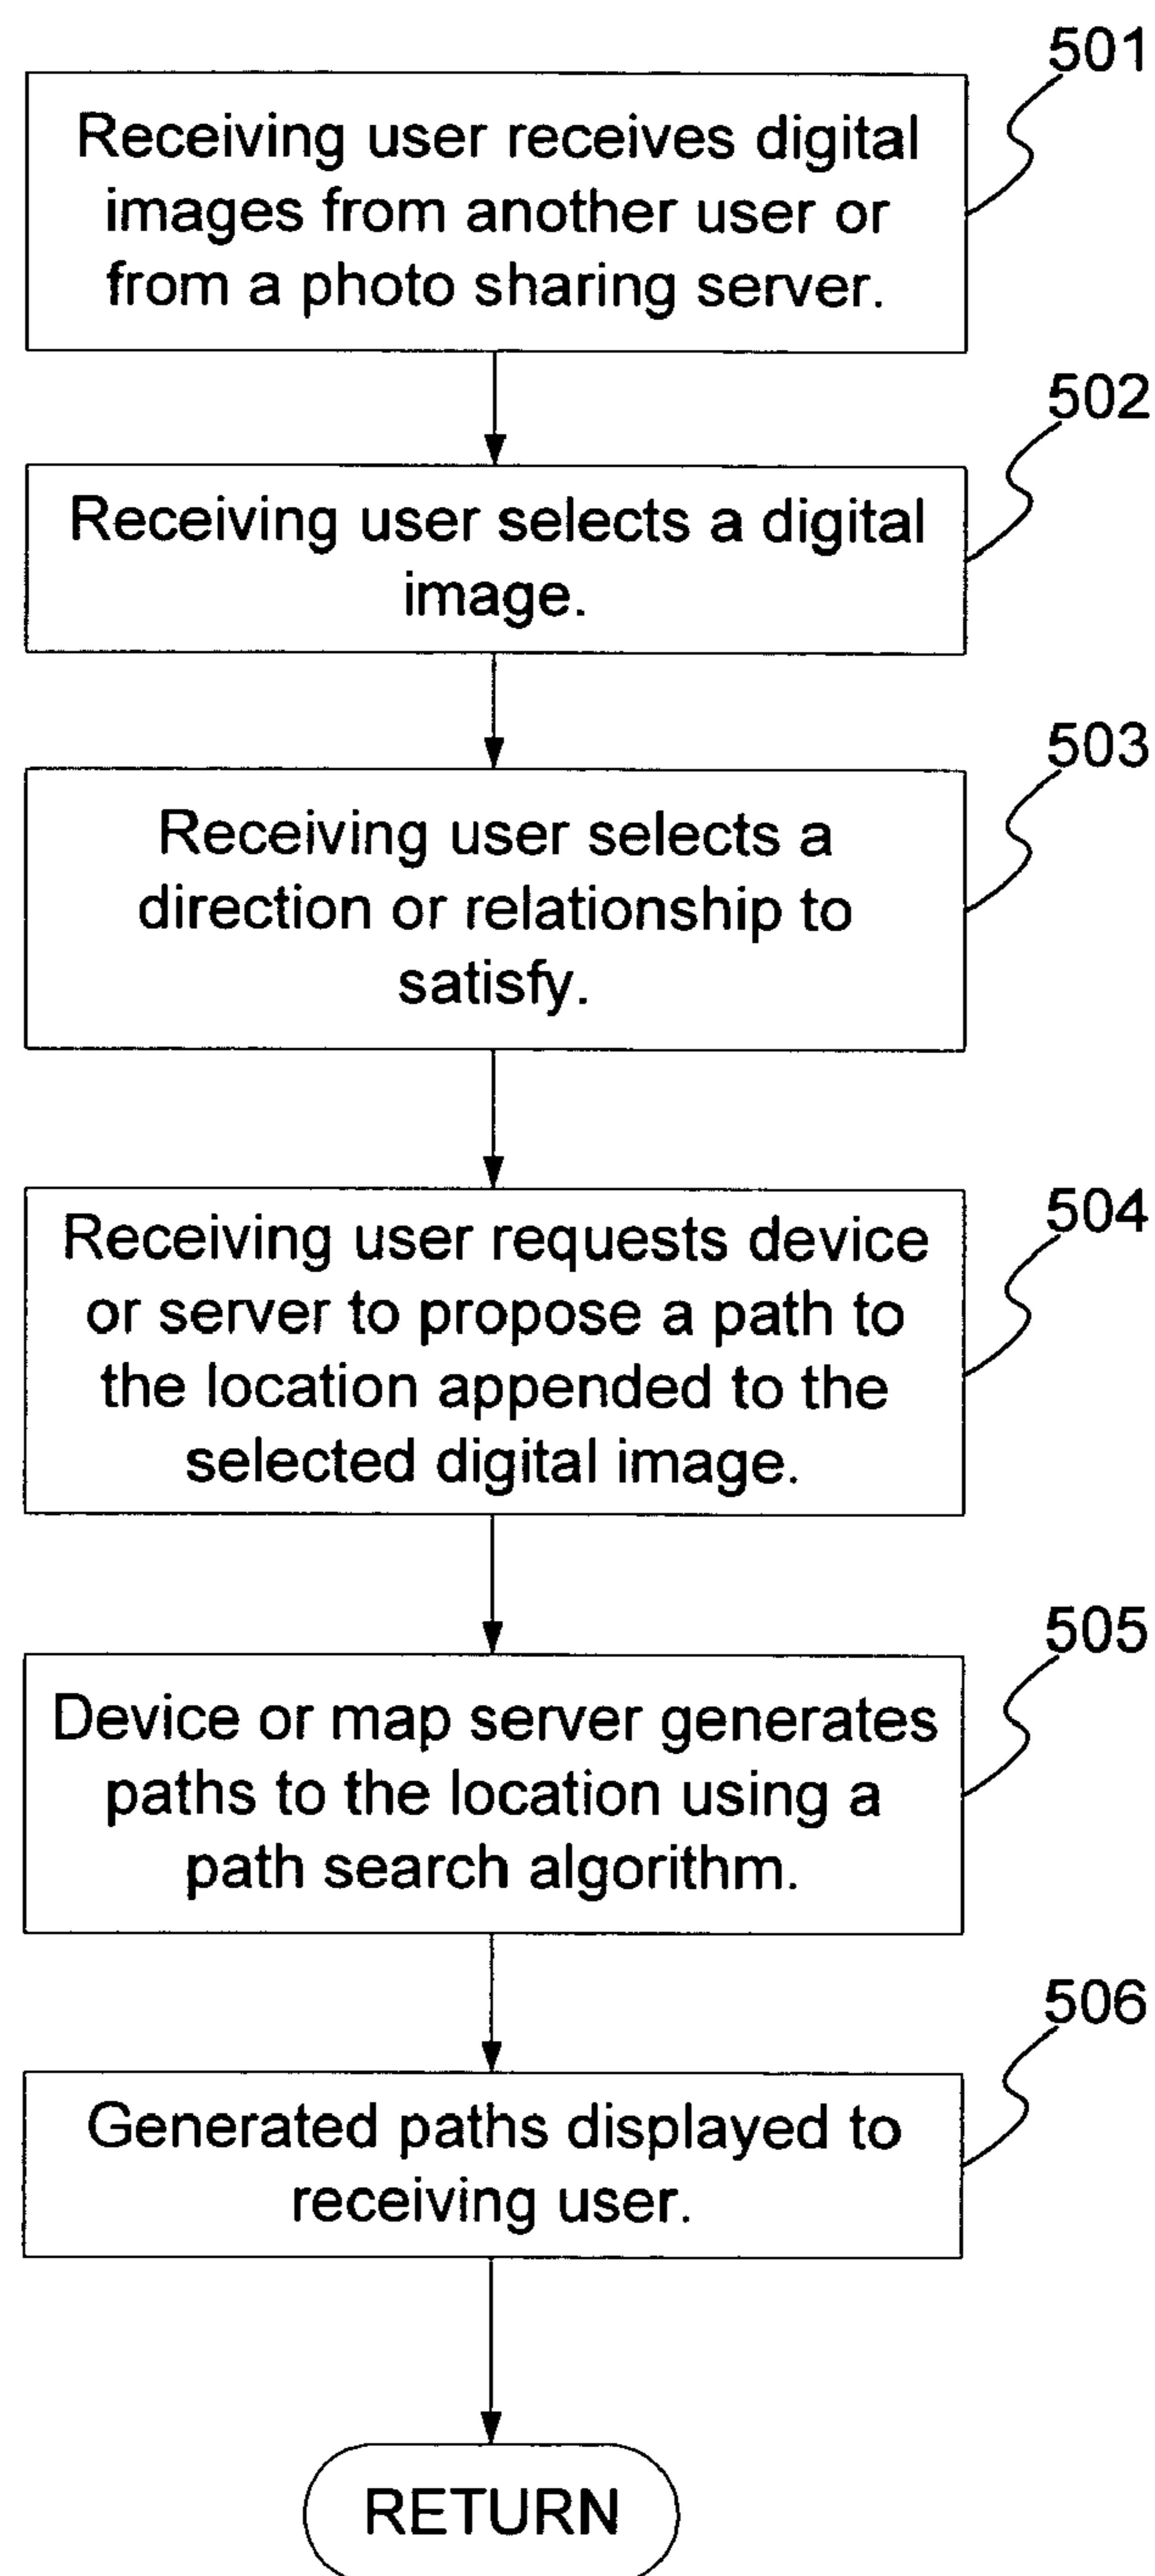 501
Receiving user receives digital
images from another user or
from a photo sharing server.
502
Receiving user selects a digital
image.
503
Receiving user selects a
direction or relationship to
satisfy.
504
Receiving user requests device
or server to propose a path to
the location appended to the
selected digital image.
505
Device or map server generates
paths to the location using a
path search algorithm.
506
Generated paths displayed to
receiving user.
RETURN